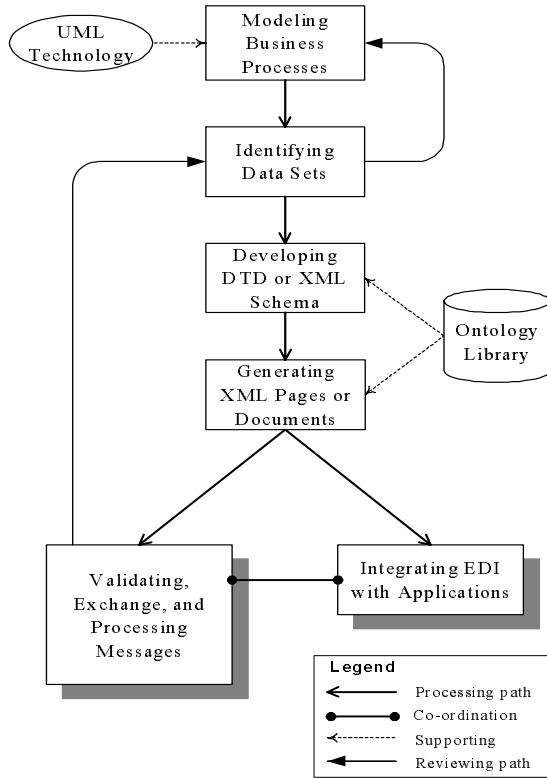 UML
Technology
Modeling
Business
Processes
Identifying
Data Sets
Developing
DTD or XML
Schema
Ontology
Library
Generating
XML Pages or
Documents
Validating,
Exchange, and
Processing
Messages
Integrating EDI
with Applications
Legend
Processing path
Co-ordination
Supporting
Reviewing path